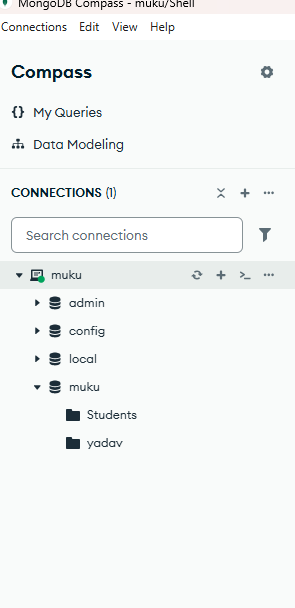 MongoDB Compass - muku/Shell
Connections Edit View Help
Compass
My Queries
Data Modeling
CONNECTIONS (1)
Search connections
muku
admin
config
local
muku
Students
yadav